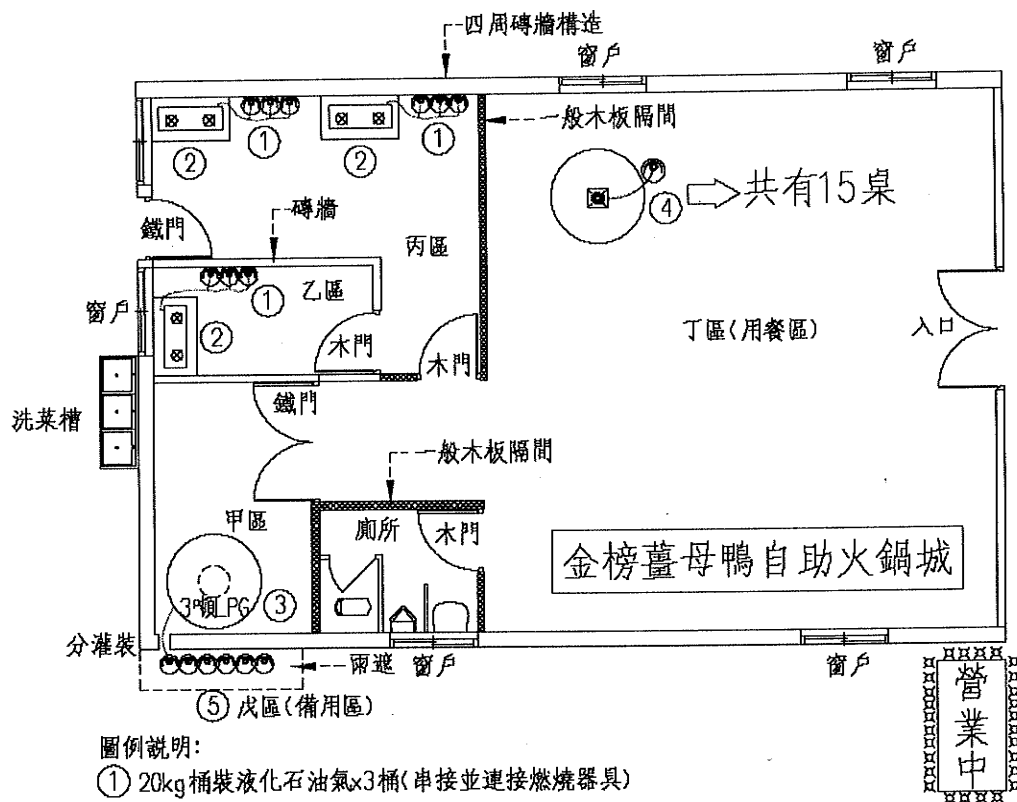 四周磚牆構造
窗戶
窗戶
一般木板隔間
①
①
②
②
④
共有15桌
鐵門
磚牆
丙區
①
乙區
窗戶
②
木門
木門
丁區(用餐區)
入口
鐵門
洗菜槽
一般木板隔間
甲區
廁所
木門
金榜薑母鴨自助火鍋城
3噸LPG
③
分灌裝
雨遮
窗戶
窗戶
⑤戊區(備用區)
營業中
圖例說明:
①20kg桶裝液化石油氣x3桶(串接並連接燃燒器具)